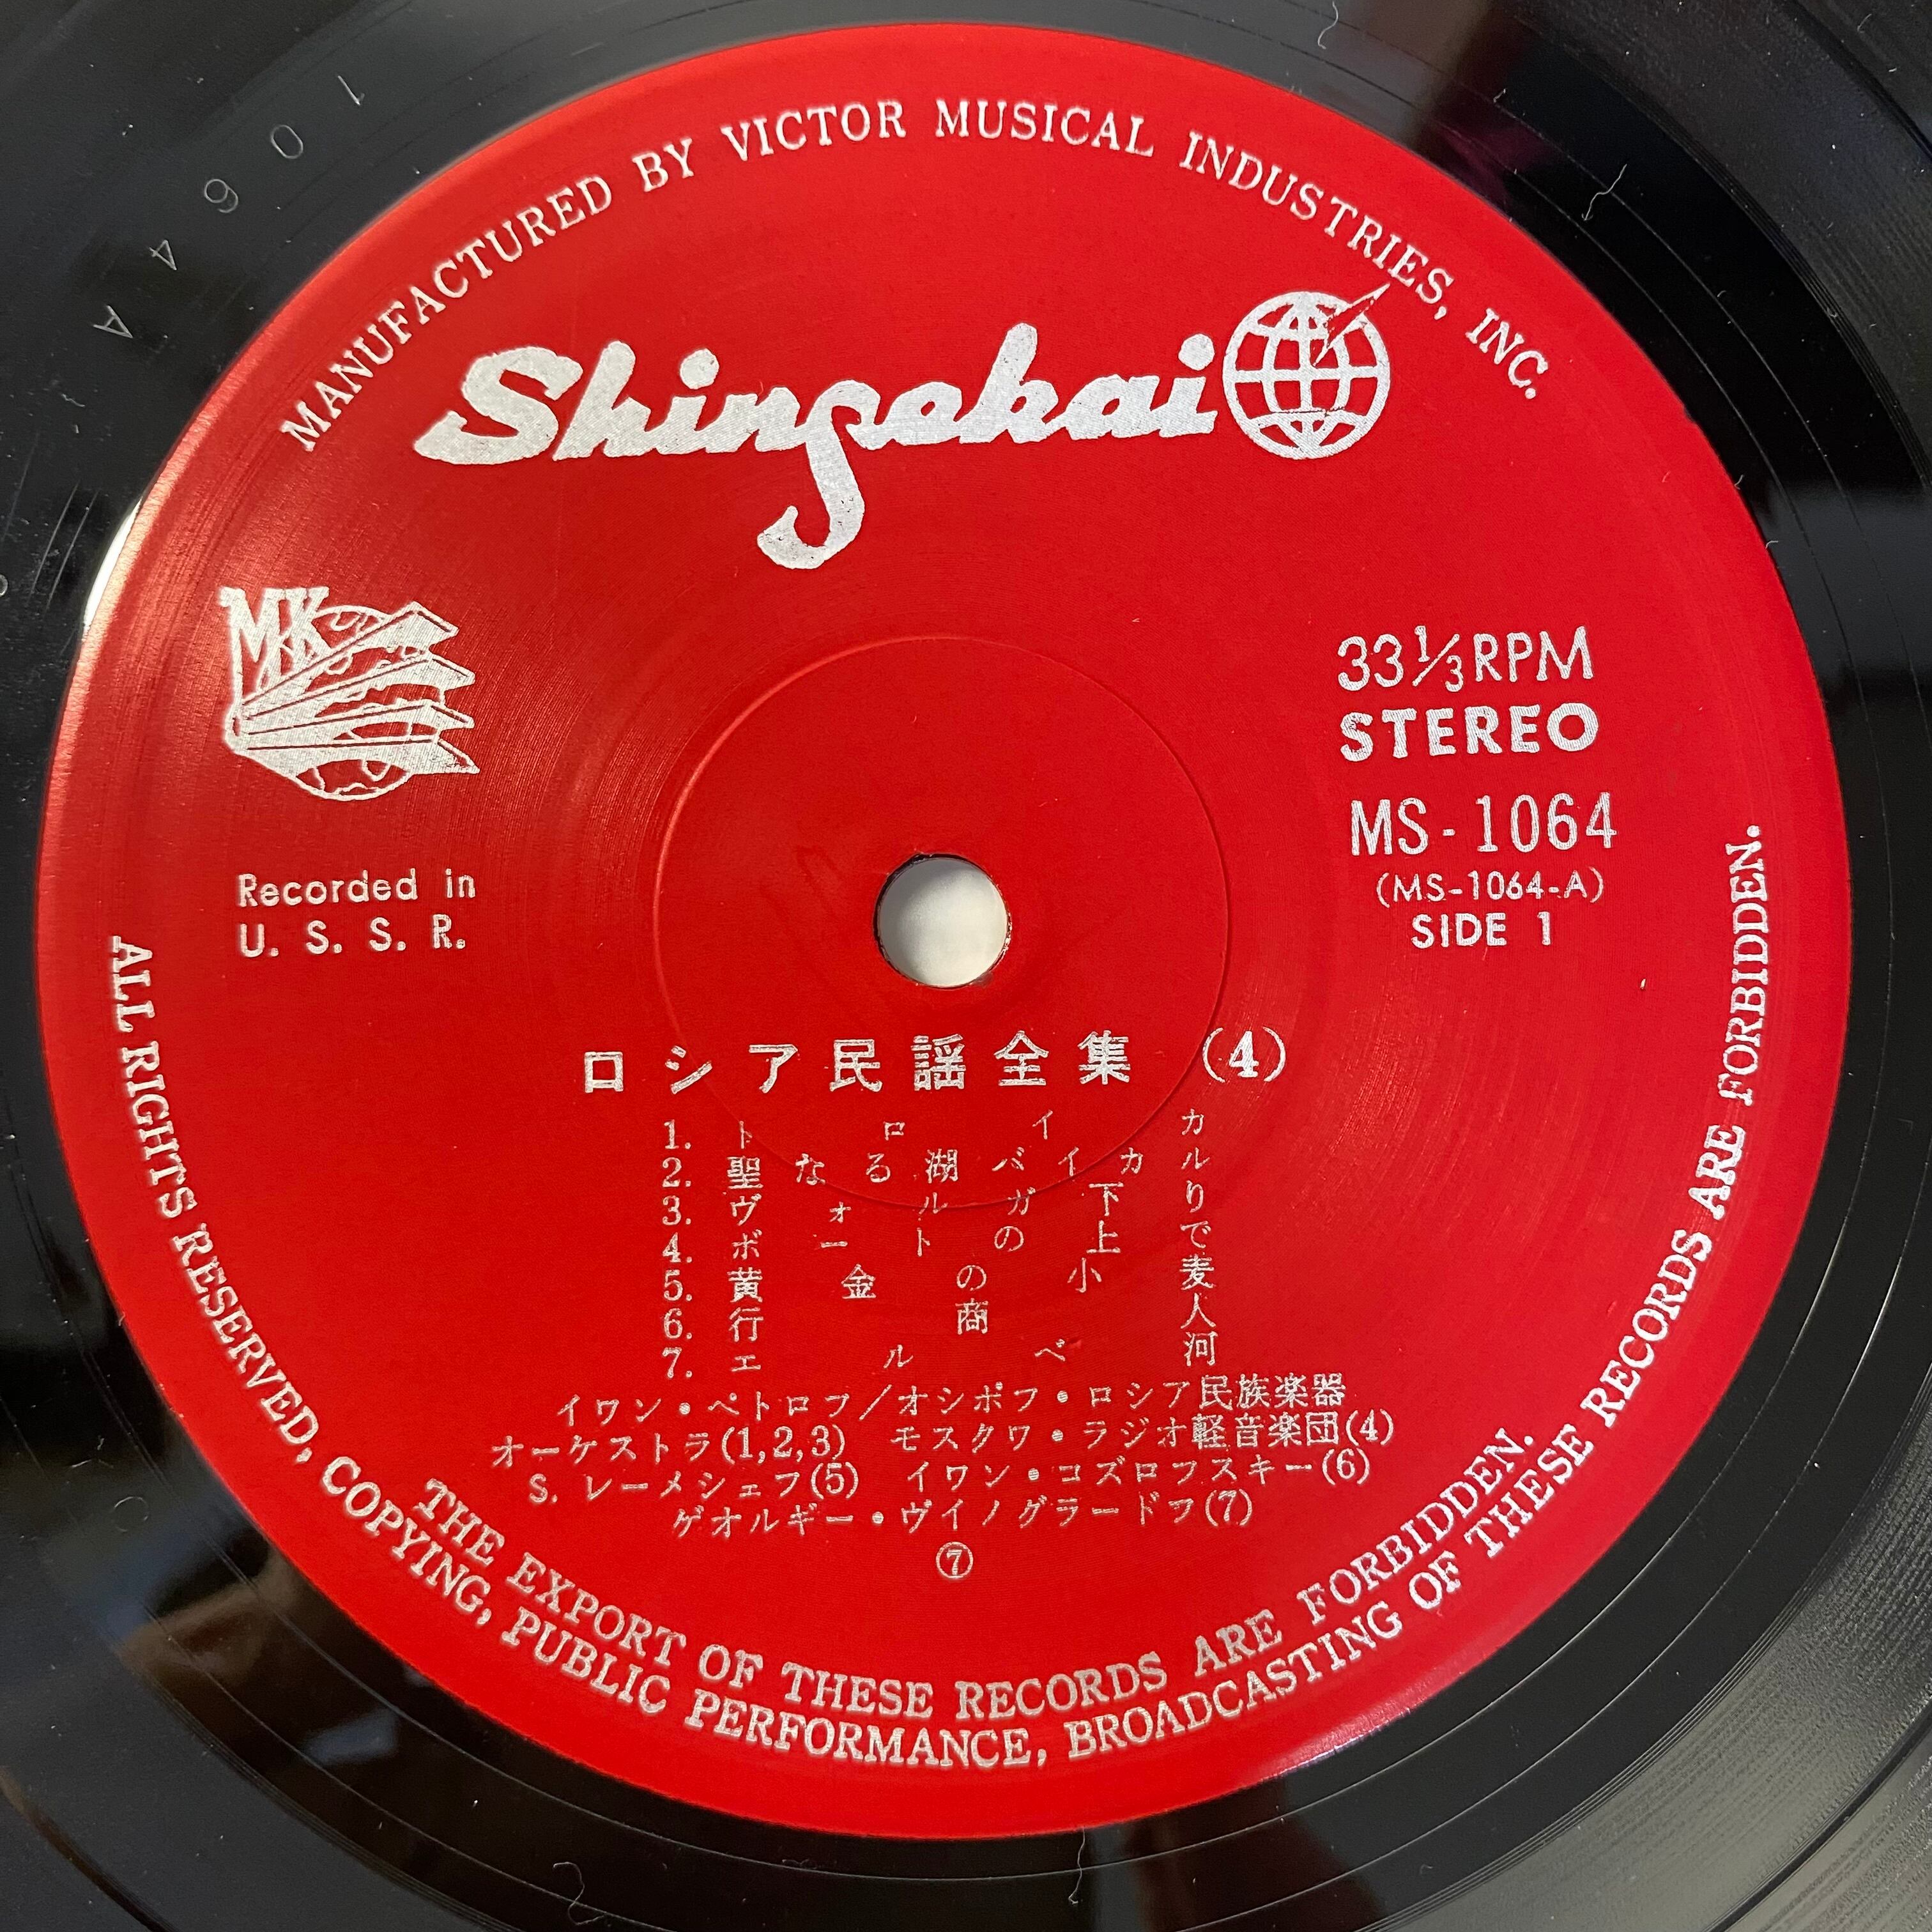 MANUFACTURED BY VICTOR MUSICAL INDUSTRIES, INC.
Shinsekai
MK
33 1/3 RPM
STEREO
MS-1064
(MS-1064-A)
SIDE 1
Recorded in
U. S. S. R.
ロシア民謡全集 (4)
1. トロイカ
2. 聖なる湖バイカル
3. ヴォルガ下り
4. ボートの上で
5. 黄金の小麦
6. 行商人
7. エルベ河
イワン・ペトロフ/オシポフ・ロシア民族楽器
オーケストラ(1,2,3) モスクワ・ラジオ軽音楽団(4)
S. レーメシェフ(5) イワン・コズロフスキー(6)
ゲオルギー・ヴイノグラードフ(7)
⑦
THE EXPORT OF THESE RECORDS ARE FORBIDDEN.
ALL RIGHTS RESERVED, COPYING, PUBLIC PERFORMANCE, BROADCASTING OF THESE RECORDS ARE FORBIDDEN.
1064 A